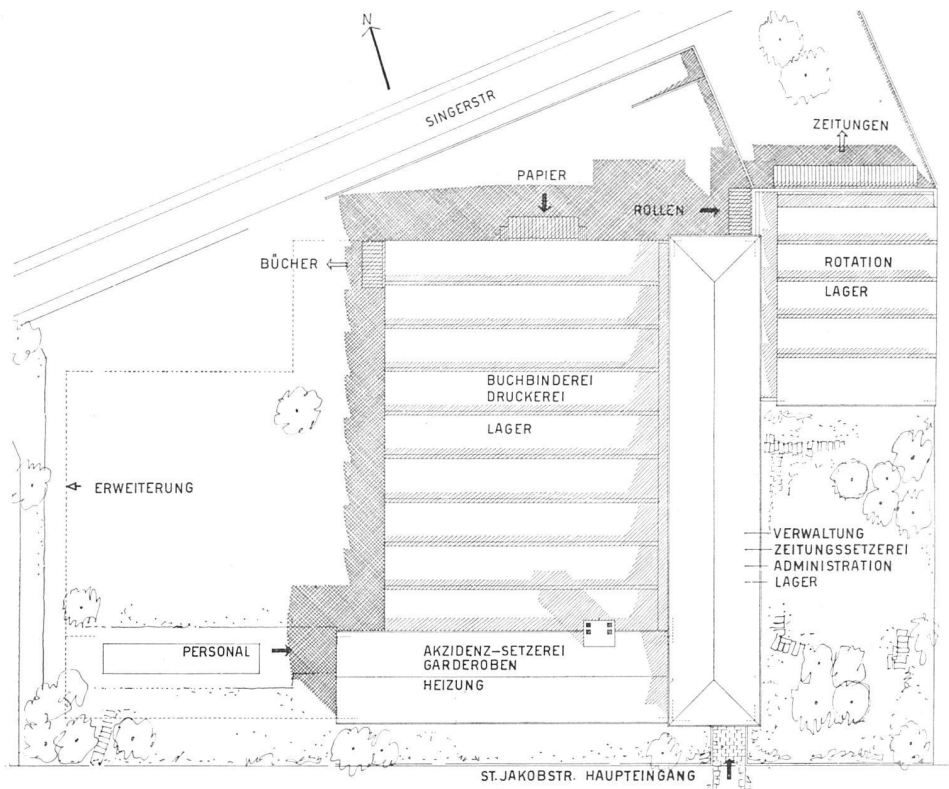 N
SINGERSTR
ZEITUNGEN
PAPIER
ROLLEN
BÜCHER
ROTATION
LAGER
BUCHBINDEREI
DRUCKEREI
LAGER
ERWEITERUNG
VERWALTUNG
ZEITUNGSSETZEREI
ADMINISTRATION
LAGER
PERSONAL
AKZIDENZ-SETZEREI
GARDEROBEN
HEIZUNG
ST. JAKOBSTR. HAUPTEINGANG